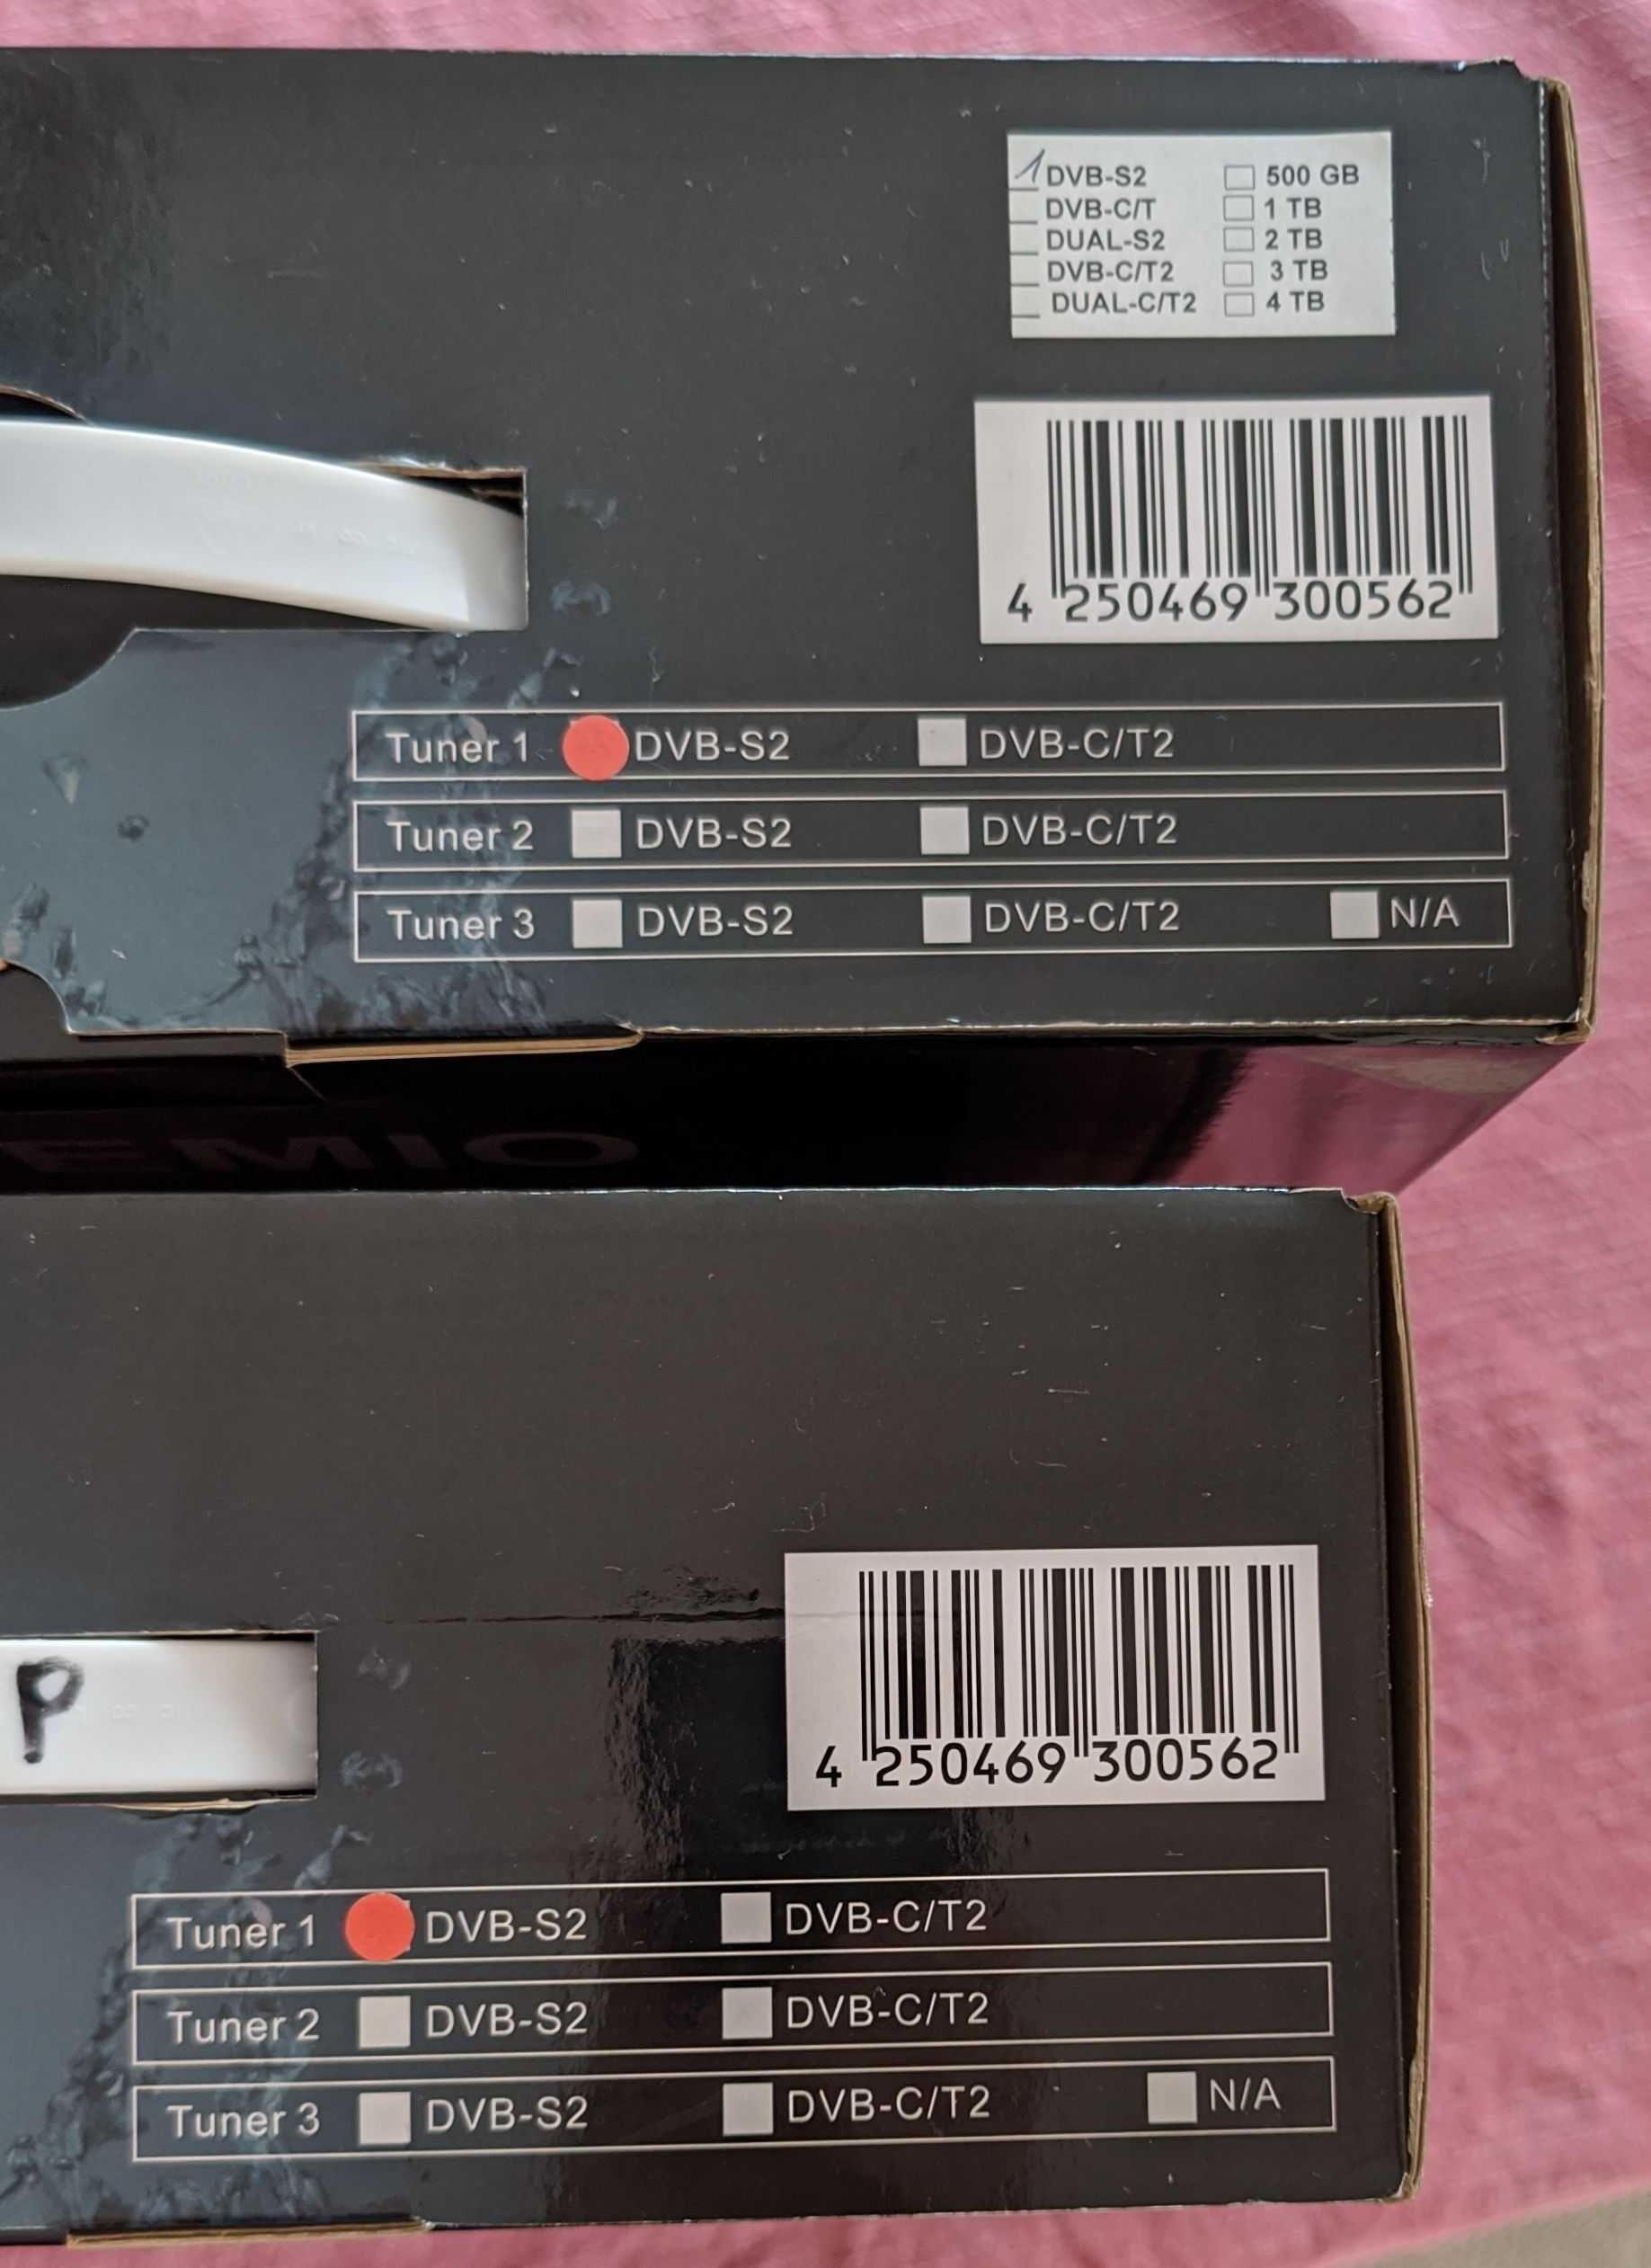 1 DVB-S2 500 GB
DVB-C/T 1 TB
DUAL-S2 2 TB
DVB-C/T2 3 TB
DUAL-C/T2 4 TB
4 250469 300562
Tuner 1 DVB-S2 DVB-C/T2
Tuner 2 DVB-S2 DVB-C/T2
Tuner 3 DVB-S2 DVB-C/T2 N/A
EMIO
P
4 250469 300562
Tuner 1 DVB-S2 DVB-C/T2
Tuner 2 DVB-S2 DVB-C/T2
Tuner 3 DVB-S2 DVB-C/T2 N/A